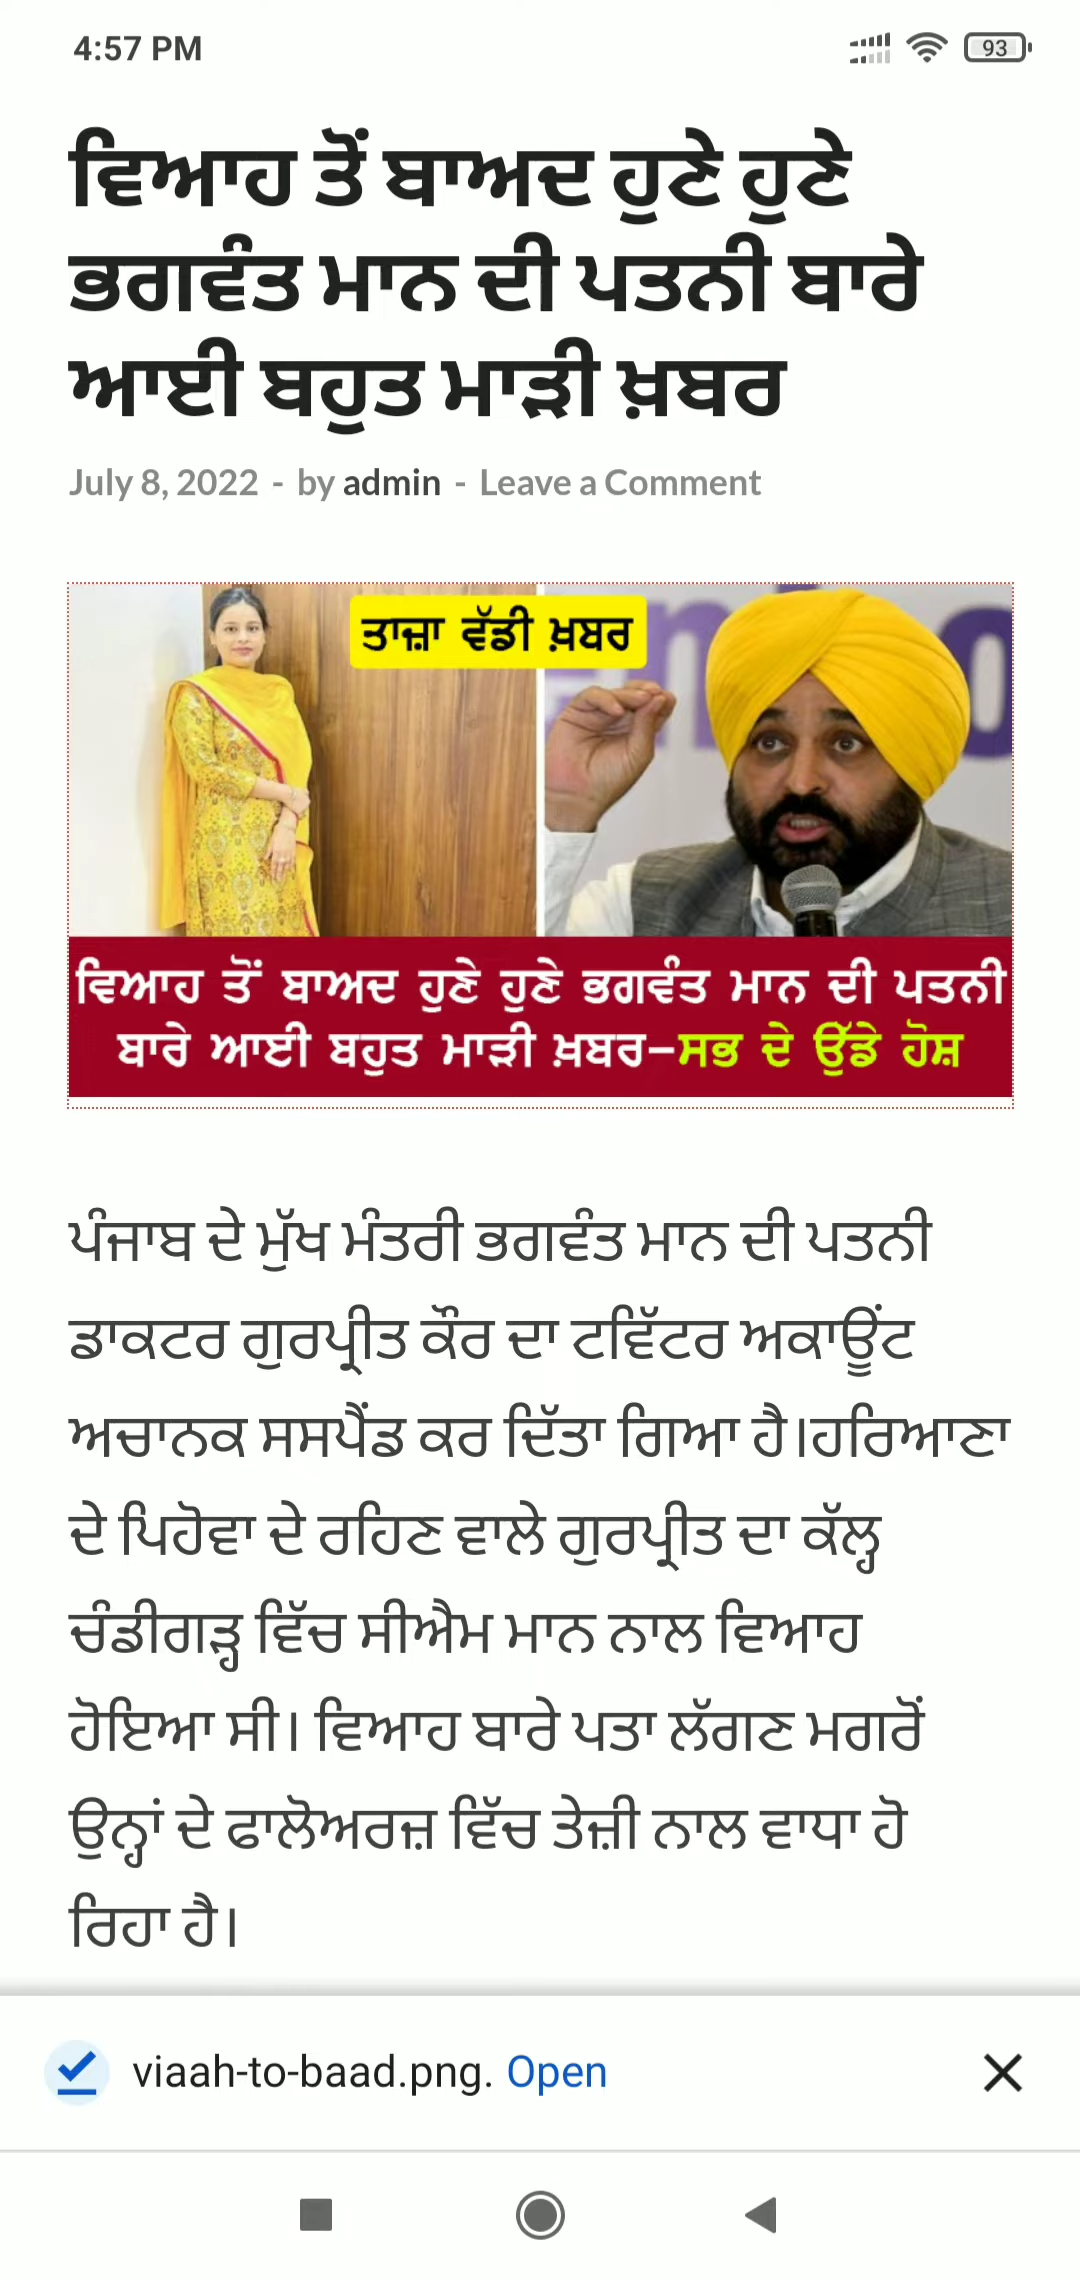 4:57 PM
93
ਵਿਆਹ ਤੋਂ ਬਾਅਦ ਹੁਣੇ ਹੁਣੇ
ਭਗਵੰਤ ਮਾਨ ਦੀ ਪਤਨੀ ਬਾਰੇ
ਆਈ ਬਹੁਤ ਮਾੜੀ ਖ਼ਬਰ
July 8, 2022 - by admin - Leave a Comment
ਤਾਜ਼ਾ ਵੱਡੀ ਖ਼ਬਰ
ਵਿਆਹ ਤੋਂ ਬਾਅਦ ਹੁਣੇ ਹੁਣੇ ਭਗਵੰਤ ਮਾਨ ਦੀ ਪਤਨੀ
ਬਾਰੇ ਆਈ ਬਹੁਤ ਮਾੜੀ ਖ਼ਬਰ–ਸਭ ਦੇ ਉੱਡੇ ਹੋਸ਼
ਪੰਜਾਬ ਦੇ ਮੁੱਖ ਮੰਤਰੀ ਭਗਵੰਤ ਮਾਨ ਦੀ ਪਤਨੀ
ਡਾਕਟਰ ਗੁਰਪ੍ਰੀਤ ਕੌਰ ਦਾ ਟਵਿੱਟਰ ਅਕਾਊਂਟ
ਅਚਾਨਕ ਸਸਪੈਂਡ ਕਰ ਦਿੱਤਾ ਗਿਆ ਹੈ।ਹਰਿਆਣਾ
ਦੇ ਪਿਹੋਵਾ ਦੇ ਰਹਿਣ ਵਾਲੇ ਗੁਰਪ੍ਰੀਤ ਦਾ ਕੱਲ੍ਹ
ਚੰਡੀਗੜ੍ਹ ਵਿੱਚ ਸੀਐਮ ਮਾਨ ਨਾਲ ਵਿਆਹ
ਹੋਇਆ ਸੀ। ਵਿਆਹ ਬਾਰੇ ਪਤਾ ਲੱਗਣ ਮਗਰੋਂ
ਉਨ੍ਹਾਂ ਦੇ ਫਾਲੋਅਰਜ਼ ਵਿੱਚ ਤੇਜ਼ੀ ਨਾਲ ਵਾਧਾ ਹੋ
ਰਿਹਾ ਹੈ।
viaah-to-baad.png. Open